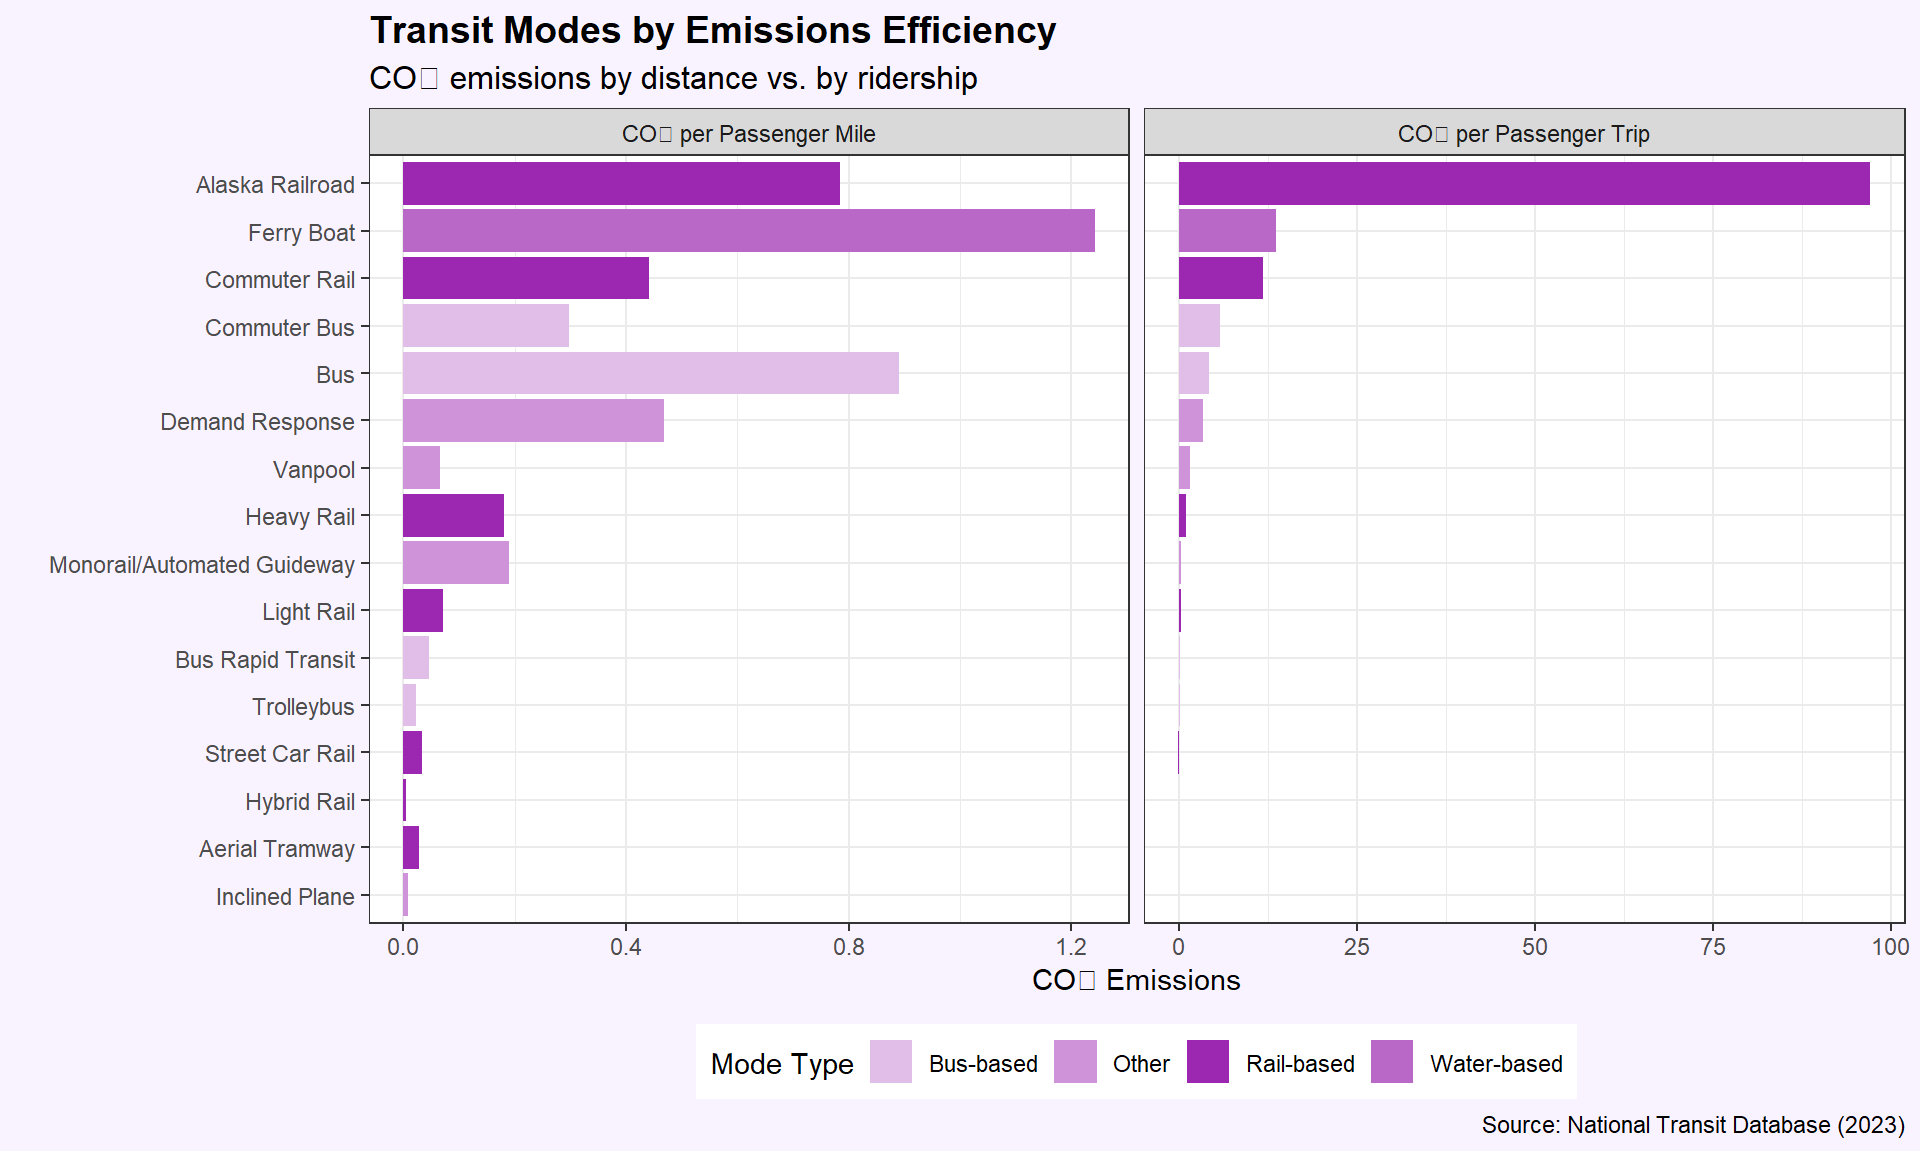 Transit Modes by Emissions Efficiency
CO□ emissions by distance vs. by ridership
CO□ per Passenger Mile
CO□ per Passenger Trip
Alaska Railroad
Ferry Boat
Commuter Rail
Commuter Bus
Bus
Demand Response
Vanpool
Heavy Rail
Monorail/Automated Guideway
Light Rail
Bus Rapid Transit
Trolleybus
Street Car Rail
Hybrid Rail
Aerial Tramway
Inclined Plane
0.0 0.4 0.8 1.2
0 25 50 75 100
CO□ Emissions
Mode Type Bus-based Other Rail-based Water-based
Source: National Transit Database (2023)